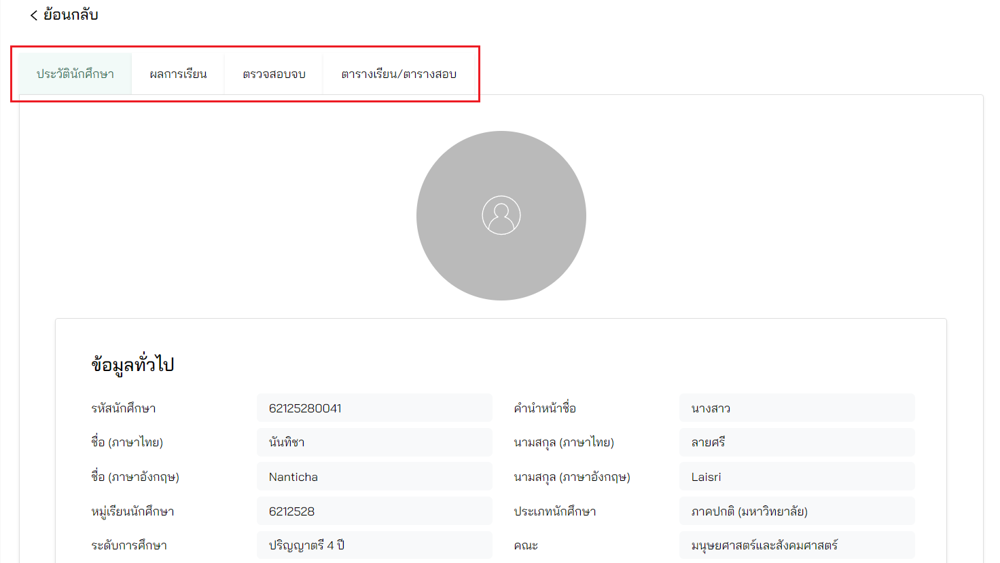 ย้อนกลับ
ประวัตินักศึกษา ผลการเรียน ตรวจสอบจบ ตารางเรียน/ตารางสอบ
ข้อมูลทั่วไป
รหัสนักศึกษา 62125280041 คำนำหน้าชื่อ นางสาว
ชื่อ (ภาษาไทย) นันทิชา นามสกุล (ภาษาไทย) ลายศรี
ชื่อ (ภาษาอังกฤษ) Nanticha นามสกุล (ภาษาอังกฤษ) Laisri
หมู่เรียนนักศึกษา 6212528 ประเภทนักศึกษา ภาคปกติ (มหาวิทยาลัย)
ระดับการศึกษา ปริญญาตรี 4 ปี คณะ มนุษยศาสตร์และสังคมศาสตร์